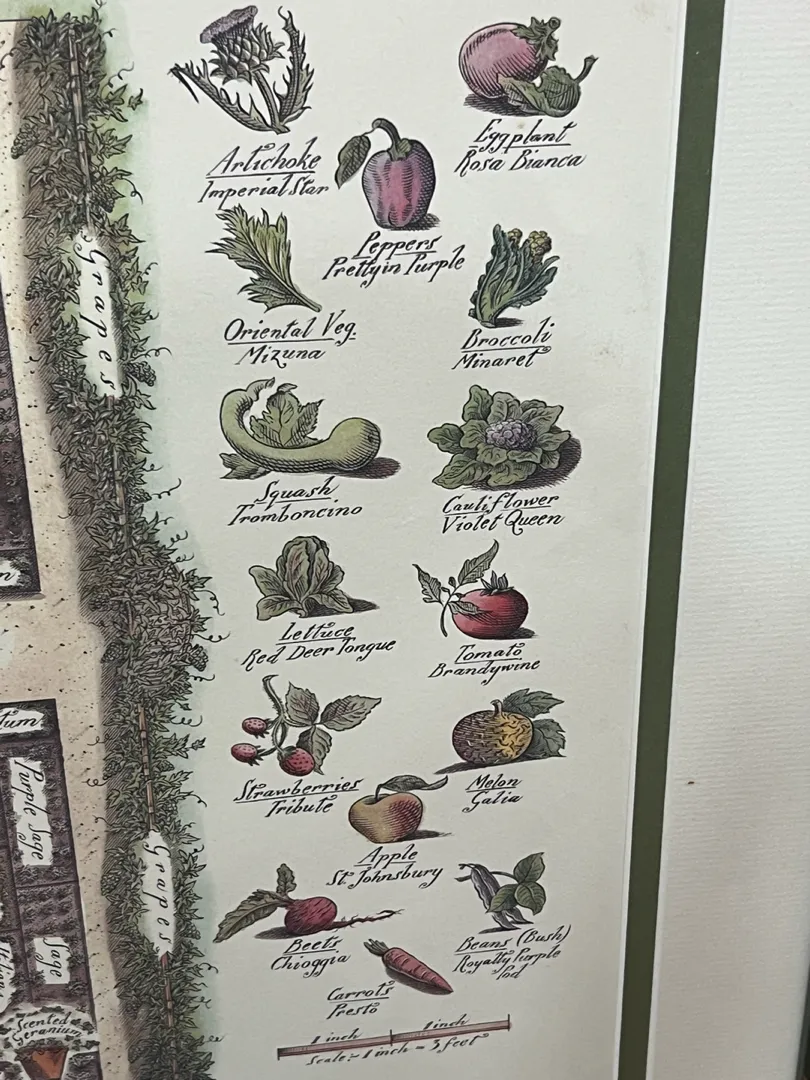 Artichoke
Imperial Star
Eggplant
Rosa Bianca
Peppers
Pretty in Purple
Oriental Veg.
Mizuna
Broccoli
Minaret
Squash
Tromboncino
Cauliflower
Violet Queen
Lettuce
Red Deer Tongue
Tomato
Brandywine
Strawberries
Tribute
Melon
Galia
Apple
St. Johnsbury
Beets
Chioggia
Beans (Bush)
Royalty Purple
Pod
Carrots
Presto
1 inch 1 inch
Scale:- 1 inch = 3 feet
Grapes
Grapes
Purple Sage
Sage
Scented
Geranium